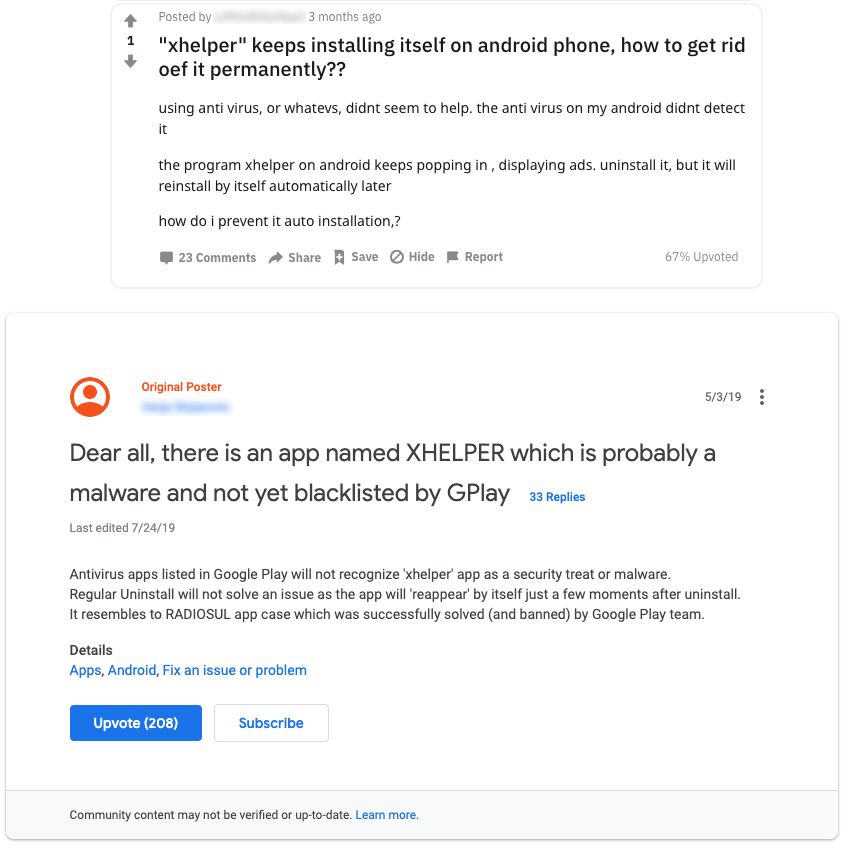 Posted by 3 months ago
1
"xhelper" keeps installing itself on android phone, how to get rid
oef it permanently??
using anti virus, or whatevs, didnt seem to help. the anti virus on my android didnt detect
it
the program xhelper on android keeps popping in , displaying ads. uninstall it, but it will
reinstall by itself automatically later
how do i prevent it auto installation,?
23 Comments Share Save Hide Report 67% Upvoted
Original Poster
5/3/19
Dear all, there is an app named XHELPER which is probably a
malware and not yet blacklisted by GPlay 33 Replies
Last edited 7/24/19
Antivirus apps listed in Google Play will not recognize 'xhelper' app as a security treat or malware.
Regular Uninstall will not solve an issue as the app will 'reappear' by itself just a few moments after uninstall.
It resembles to RADIOSUL app case which was successfully solved (and banned) by Google Play team.
Details
Apps, Android, Fix an issue or problem
Upvote (208) Subscribe
Community content may not be verified or up-to-date. Learn more.